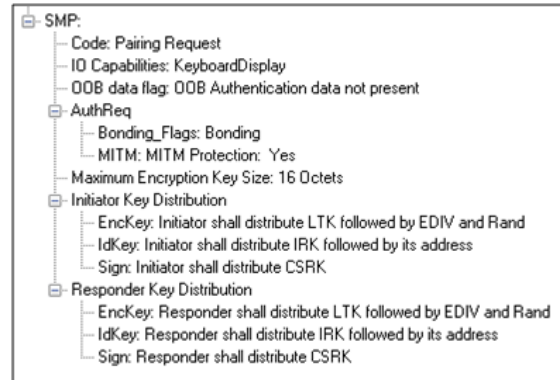 SMP:
Code: Pairing Request
IO Capabilities: KeyboardDisplay
OOB data flag: OOB Authentication data not present
AuthReq
Bonding_Flags: Bonding
MITM: MITM Protection: Yes
Maximum Encryption Key Size: 16 Octets
Initiator Key Distribution
EncKey: Initiator shall distribute LTK followed by EDIV and Rand
IdKey: Initiator shall distribute IRK followed by its address
Sign: Initiator shall distribute CSRK
Responder Key Distribution
EncKey: Responder shall distribute LTK followed by EDIV and Rand
IdKey: Responder shall distribute IRK followed by its address
Sign: Responder shall distribute CSRK